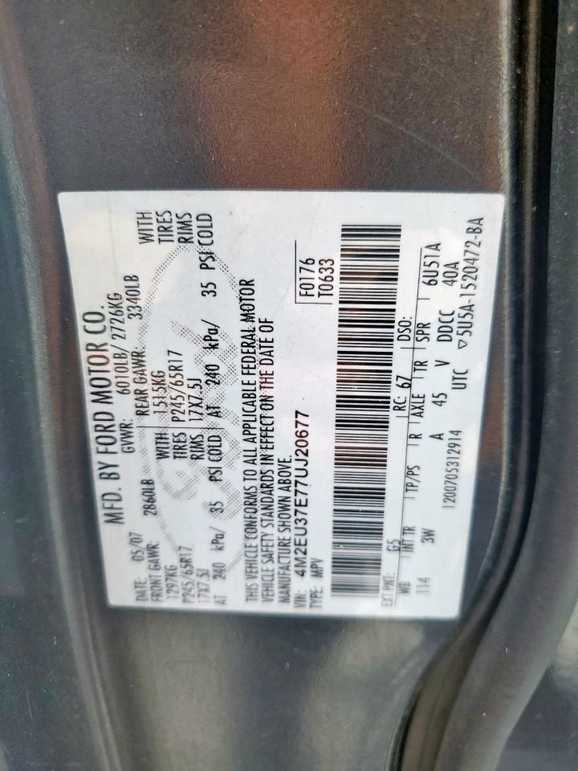 MFD. BY FORD MOTOR CO.
DATE: 05/07 GVWR: 6010LB/ 2726KG
FRONT GAWR: 2860LB REAR GAWR: 3340LB
1297KG WITH 1515KG WITH
P245/65R17 TIRES P245/65R17 TIRES
17X7.5J RIMS 17X7.5J RIMS
AT 240 kPa/ 35 PSI COLD AT 240 kPa/ 35 PSI COLD
THIS VEHICLE CONFORMS TO ALL APPLICABLE FEDERAL MOTOR
VEHICLE SAFETY STANDARDS IN EFFECT ON THE DATE OF
MANUFACTURE SHOWN ABOVE.
VIN: 4M2EU37E77UJ20677
TYPE: MPV
F0176
T0633
EXT PNT: G5 RC: 67 DSO:
WB INT TR TP/PS R AXLE TR SPR 6U51A
114 3W A 45 V DDCC 40A
1200705312914 UTC ▽5U5A-1520472-BA